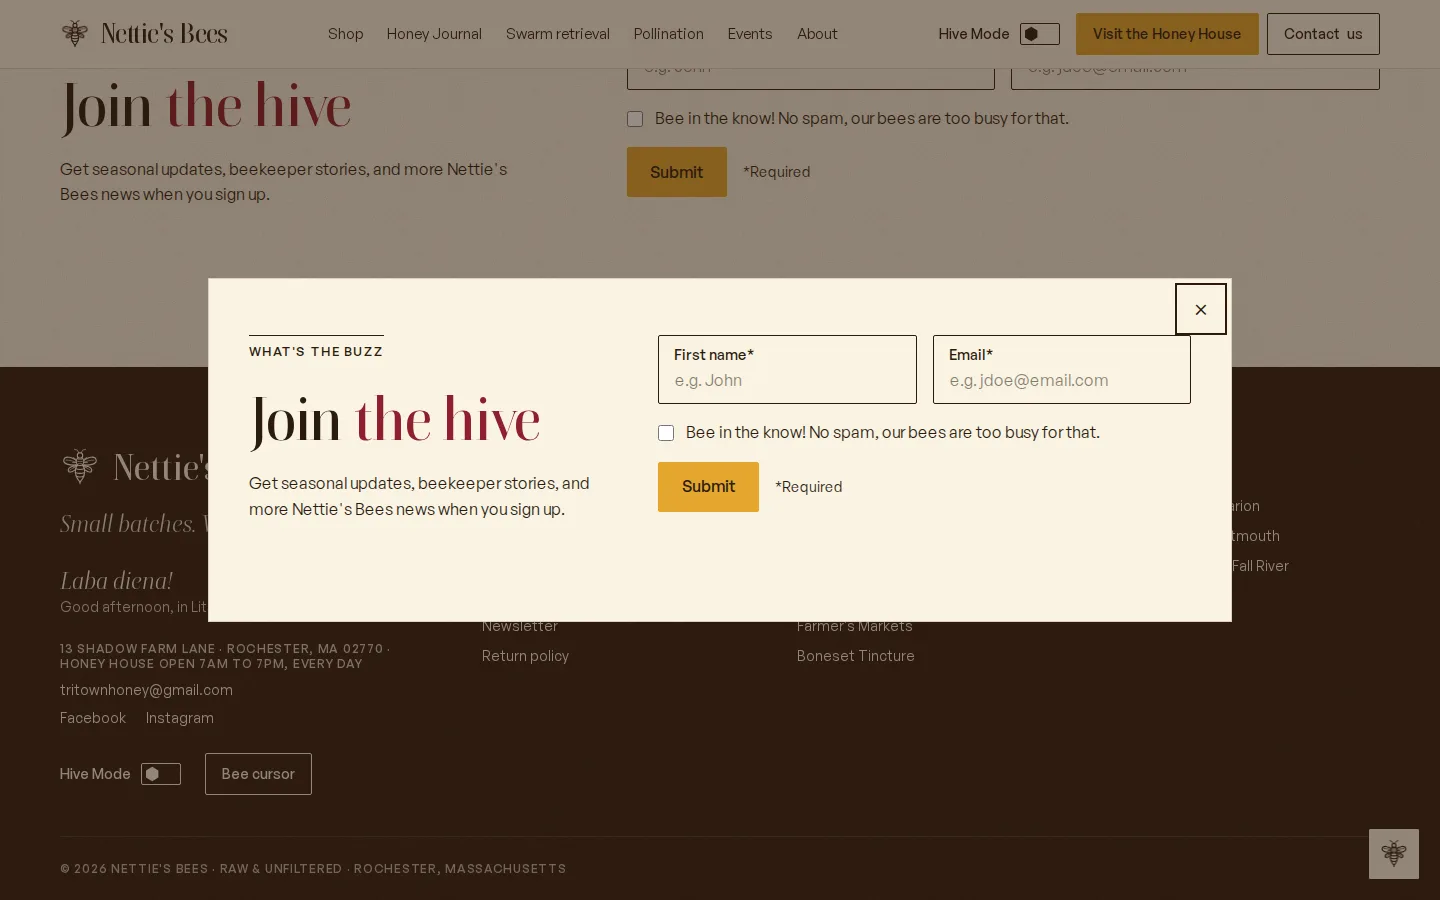 Nettie's Bees
Shop
Honey Journal
Swarm retrieval
Pollination
Events
About
Hive Mode
Visit the Honey House
Contact us
Join the hive
Get seasonal updates, beekeeper stories, and more Nettie's
Bees news when you sign up.
Bee in the know! No spam, our bees are too busy for that.
Submit
*Required
×
WHAT'S THE BUZZ
Join the hive
Get seasonal updates, beekeeper stories, and
more Nettie's Bees news when you sign up.
First name*
e.g. John
Email*
e.g. jdoe@email.com
Bee in the know! No spam, our bees are too busy for that.
Submit
*Required
Nettie's
Small batches.
Laba diena!
Good afternoon, in
13 SHADOW FARM LANE · ROCHESTER, MA 02770 ·
HONEY HOUSE OPEN 7AM TO 7PM, EVERY DAY
tritownhoney@gmail.com
Facebook
Instagram
Hive Mode
Bee cursor
Newsletter
Return policy
Farmer's Markets
Boneset Tincture
Fall River
© 2026 NETTIE'S BEES · RAW & UNFILTERED · ROCHESTER, MASSACHUSETTS